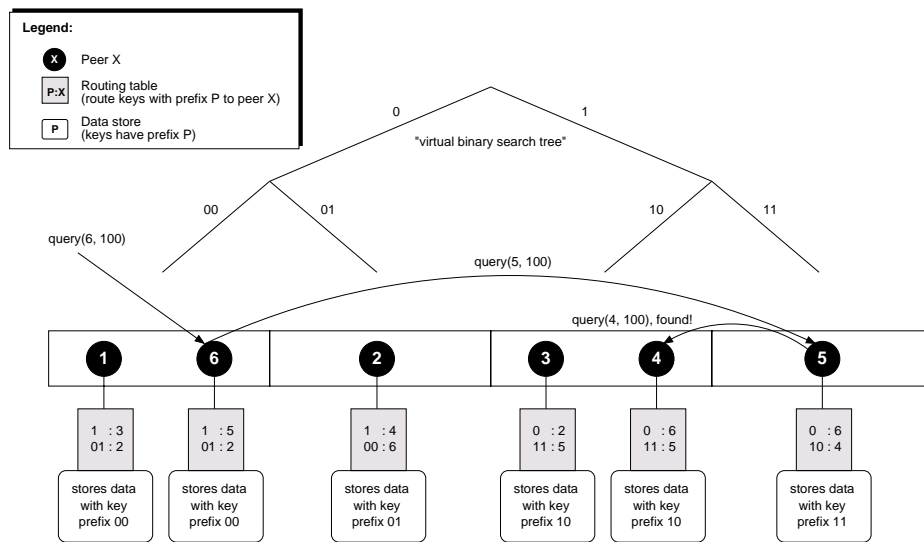 Legend:
X Peer X
P:X Routing table
(route keys with prefix P to peer X)
P Data store
(keys have prefix P)
0 1
"virtual binary search tree"
00 01 10 11
query(6, 100)
query(5, 100)
query(4, 100), found!
1 6 2 3 4 5
1 : 3
01 : 2
1 : 5
01 : 2
1 : 4
00 : 6
0 : 2
11 : 5
0 : 6
11 : 5
0 : 6
10 : 4
stores data
with key
prefix 00
stores data
with key
prefix 00
stores data
with key
prefix 01
stores data
with key
prefix 10
stores data
with key
prefix 10
stores data
with key
prefix 11